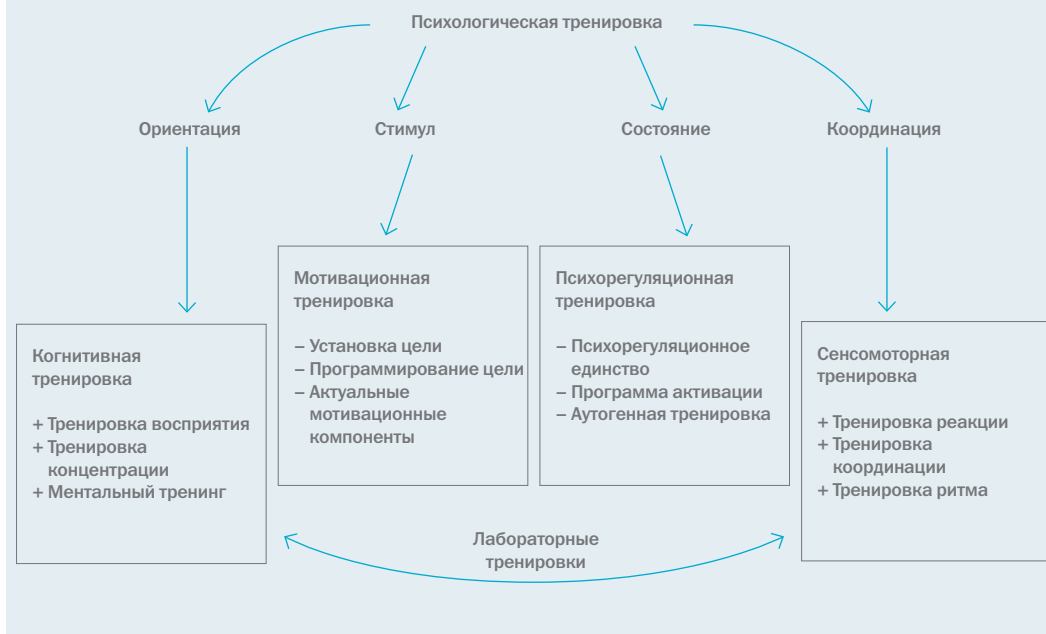 Психологическая тренировка
Ориентация
Стимул
Состояние
Координация
Когнитивная
тренировка
+ Тренировка восприятия
+ Тренировка
концентрации
+ Ментальный тренинг
Мотивационная
тренировка
– Установка цели
– Программирование цели
– Актуальные
мотивационные
компоненты
Психорегуляционная
тренировка
– Психорегуляционное
единство
– Программа активации
– Аутогенная тренировка
Сенсомоторная
тренировка
+ Тренировка реакции
+ Тренировка
координации
+ Тренировка ритма
Лабораторные
тренировки